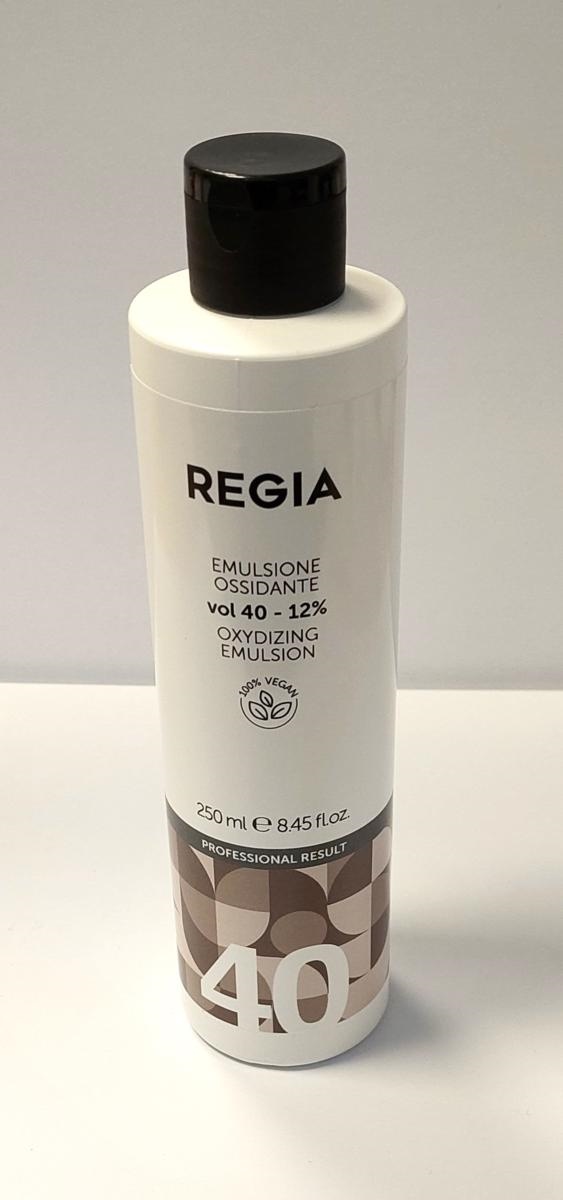 REGIA
EMULSIONE
OSSIDANTE
vol 40 - 12%
OXYDIZING
EMULSION
100% VEGAN
250 ml ℮ 8.45 fl.oz.
PROFESSIONAL RESULT
40